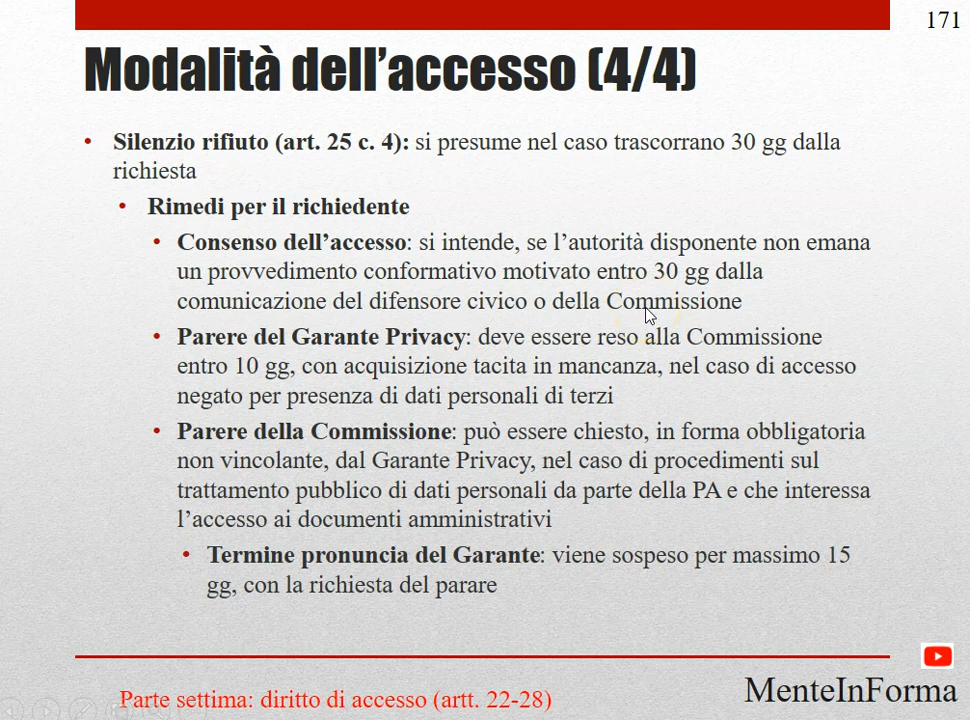 171
Modalità dell’accesso (4/4)
• Silenzio rifiuto (art. 25 c. 4): si presume nel caso trascorrano 30 gg dalla
richiesta
• Rimedi per il richiedente
• Consenso dell’accesso: si intende, se l’autorità disponente non emana
un provvedimento conformativo motivato entro 30 gg dalla
comunicazione del difensore civico o della Commissione
• Parere del Garante Privacy: deve essere reso alla Commissione
entro 10 gg, con acquisizione tacita in mancanza, nel caso di accesso
negato per presenza di dati personali di terzi
• Parere della Commissione: può essere chiesto, in forma obbligatoria
non vincolante, dal Garante Privacy, nel caso di procedimenti sul
trattamento pubblico di dati personali da parte della PA e che interessa
l’accesso ai documenti amministrativi
• Termine pronuncia del Garante: viene sospeso per massimo 15
gg, con la richiesta del parare
Parte settima: diritto di accesso (artt. 22-28)
MenteInForma